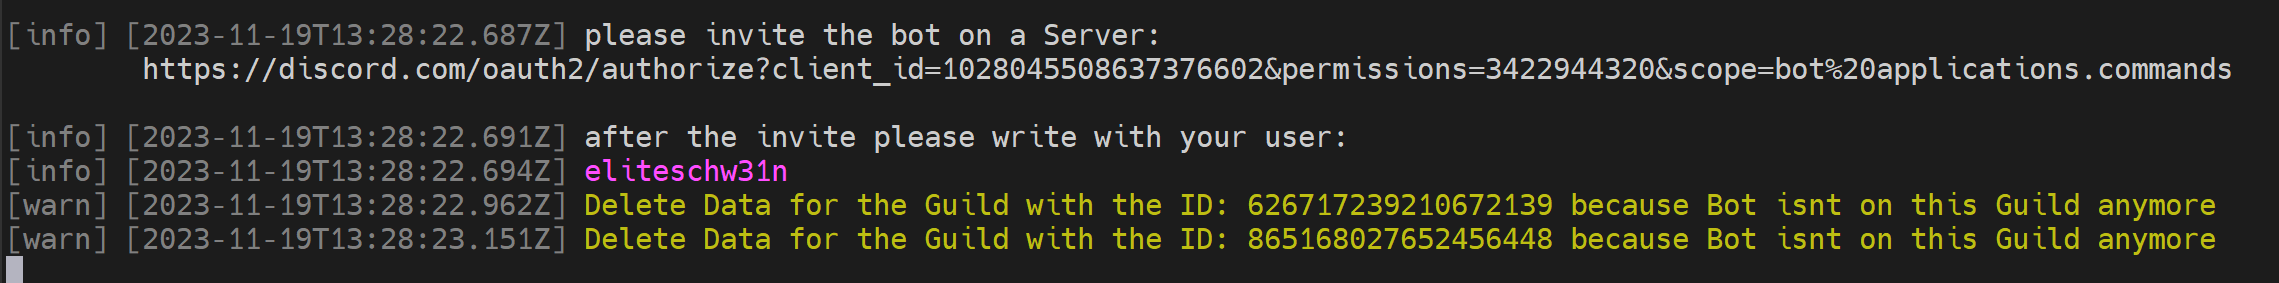 [info] [2023-11-19T13:28:22.687Z] please invite the bot on a Server:
https://discord.com/oauth2/authorize?client_id=1028045508637376602&permissions=3422944320&scope=bot%20applications.commands
[info] [2023-11-19T13:28:22.691Z] after the invite please write with your user:
[info] [2023-11-19T13:28:22.694Z] eliteschw31n
[warn] [2023-11-19T13:28:22.962Z] Delete Data for the Guild with the ID: 626717239210672139 because Bot isnt on this Guild anymore
[warn] [2023-11-19T13:28:23.151Z] Delete Data for the Guild with the ID: 865168027652456448 because Bot isnt on this Guild anymore